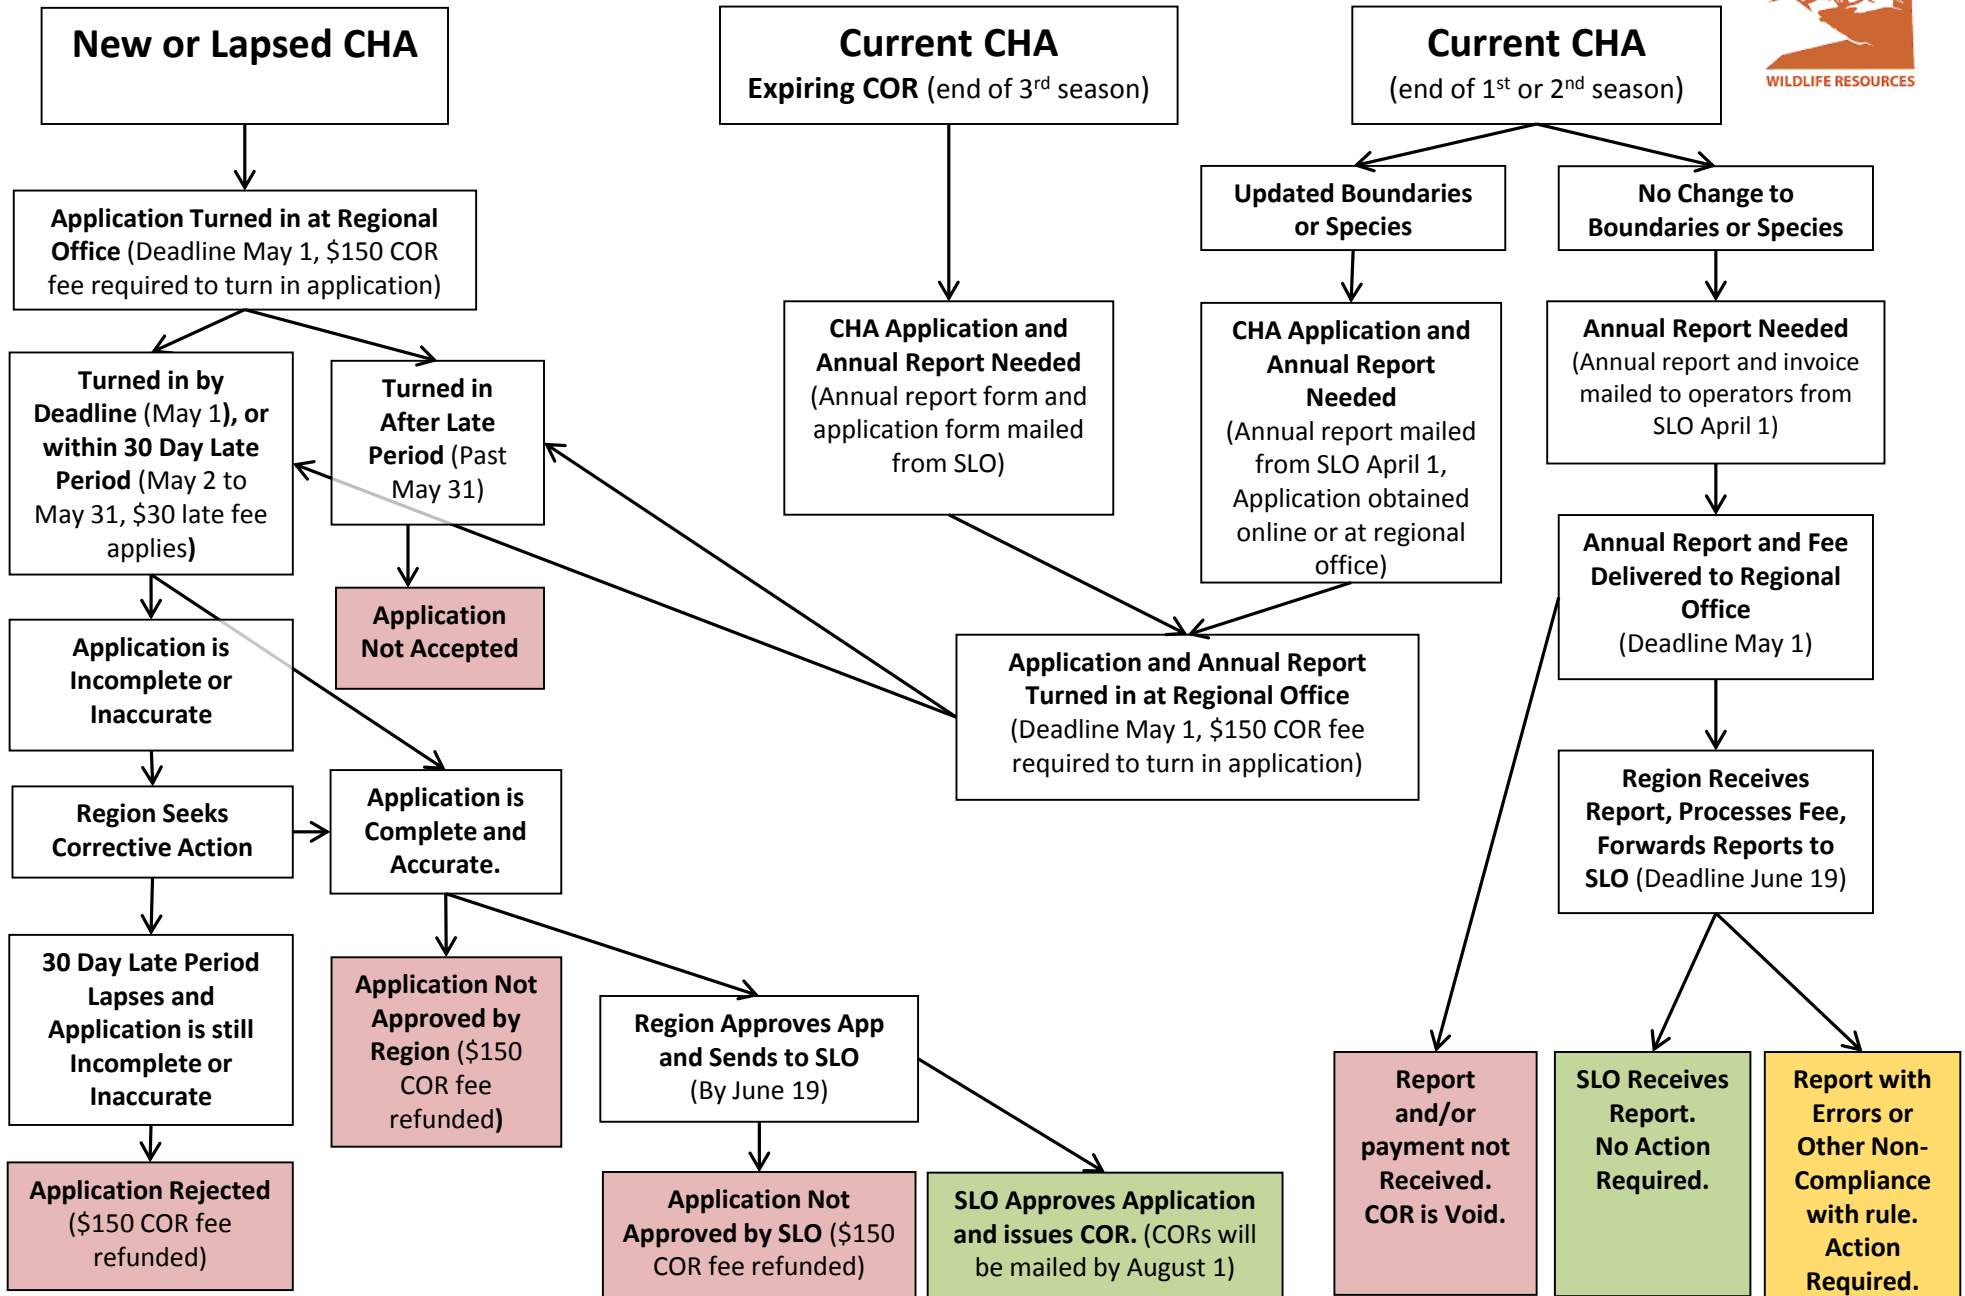 New or Lapsed CHA
Current CHA
Expiring COR (end of 3rd season)
Current CHA
(end of 1st or 2nd season)
WILDLIFE RESOURCES
Application Turned in at Regional
Office (Deadline May 1, $150 COR
fee required to turn in application)
Updated Boundaries
or Species
No Change to
Boundaries or Species
Turned in by
Deadline (May 1), or
within 30 Day Late
Period (May 2 to
May 31, $30 late fee
applies)
Turned in
After Late
Period (Past
May 31)
CHA Application and
Annual Report Needed
(Annual report form and
application form mailed
from SLO)
CHA Application and
Annual Report
Needed
(Annual report mailed
from SLO April 1,
Application obtained
online or at regional
office)
Annual Report Needed
(Annual report and invoice
mailed to operators from
SLO April 1)
Annual Report and Fee
Delivered to Regional
Office
(Deadline May 1)
Application
Not Accepted
Application is
Incomplete or
Inaccurate
Application and Annual Report
Turned in at Regional Office
(Deadline May 1, $150 COR fee
required to turn in application)
Region Receives
Report, Processes Fee,
Forwards Reports to
SLO (Deadline June 19)
Region Seeks
Corrective Action
Application is
Complete and
Accurate.
30 Day Late Period
Lapses and
Application is still
Incomplete or
Inaccurate
Application Not
Approved by
Region ($150
COR fee
refunded)
Region Approves App
and Sends to SLO
(By June 19)
Application Rejected
($150 COR fee
refunded)
Application Not
Approved by SLO ($150
COR fee refunded)
SLO Approves Application
and issues COR. (CORs will
be mailed by August 1)
Report
and/or
payment not
Received.
COR is Void.
SLO Receives
Report.
No Action
Required.
Report with
Errors or
Other Non-
Compliance
with rule.
Action
Required.